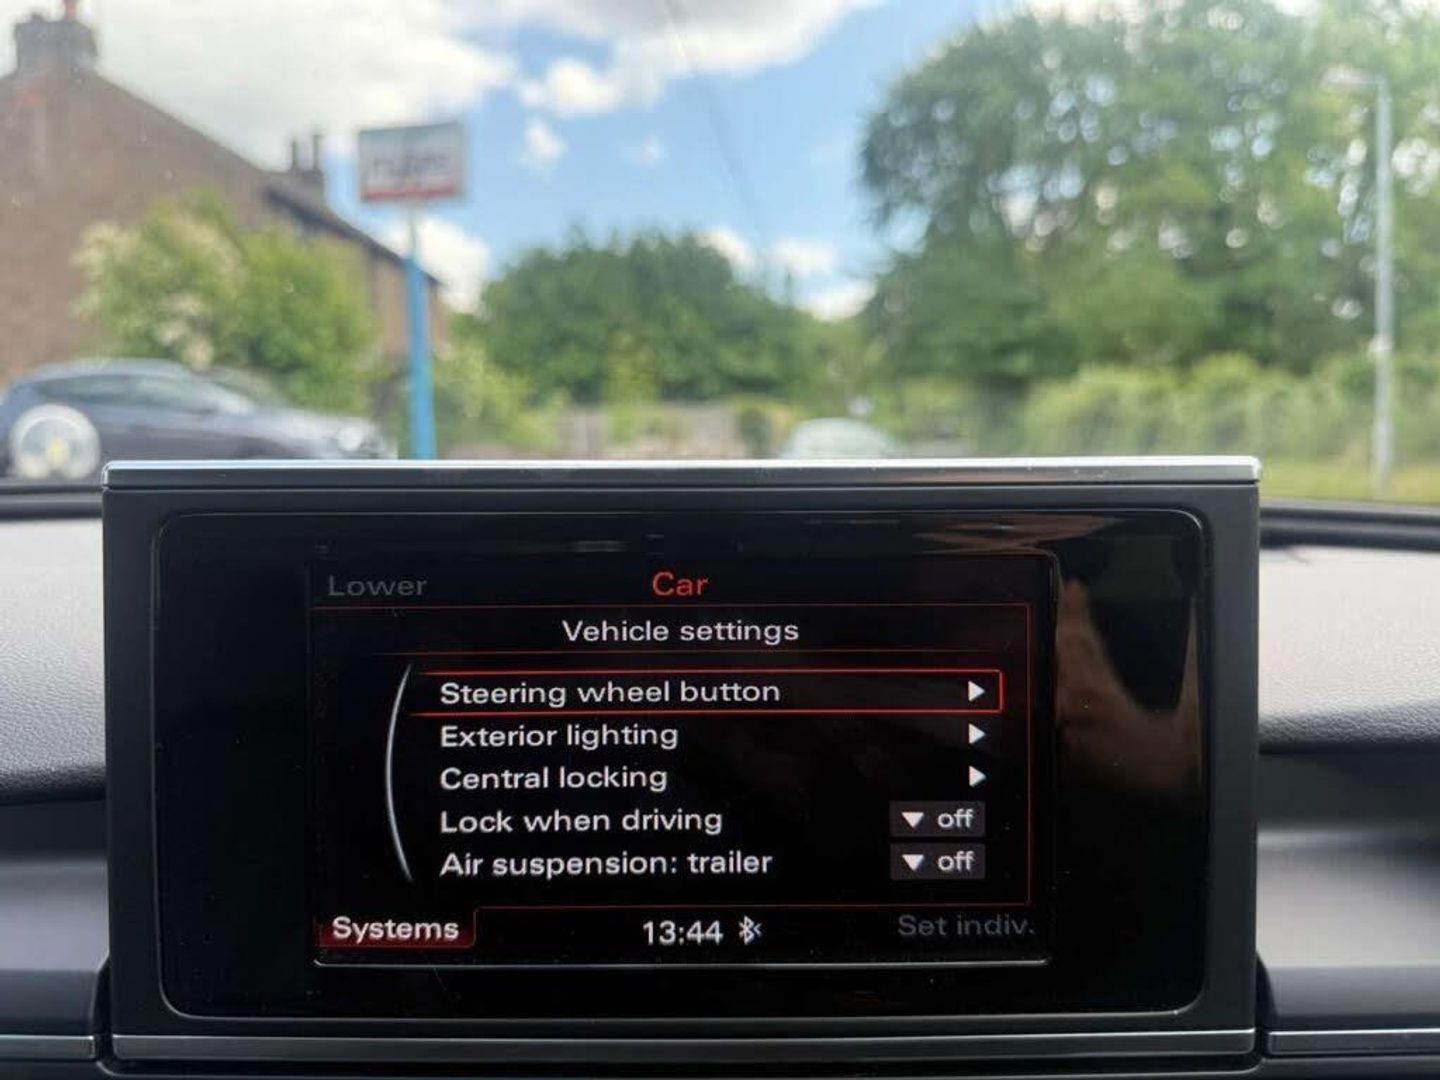 Lower
Car
Vehicle settings
Steering wheel button
Exterior lighting
Central locking
Lock when driving
off
Air suspension: trailer
off
Systems
13:44
Set indiv.